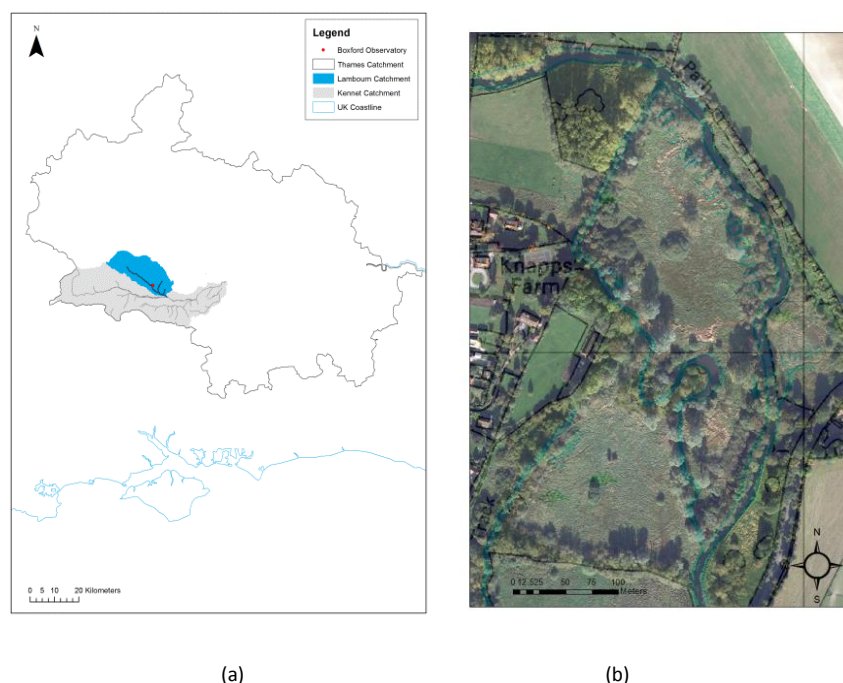 N
Legend
Boxford Observatory
Thames Catchment
Lambourn Catchment
Kennet Catchment
UK Coastline
0 5 10 20 Kilometers
Path
Knapps
Farm
N
S
0 12.525 50 75 100
Meters
(a)
(b)